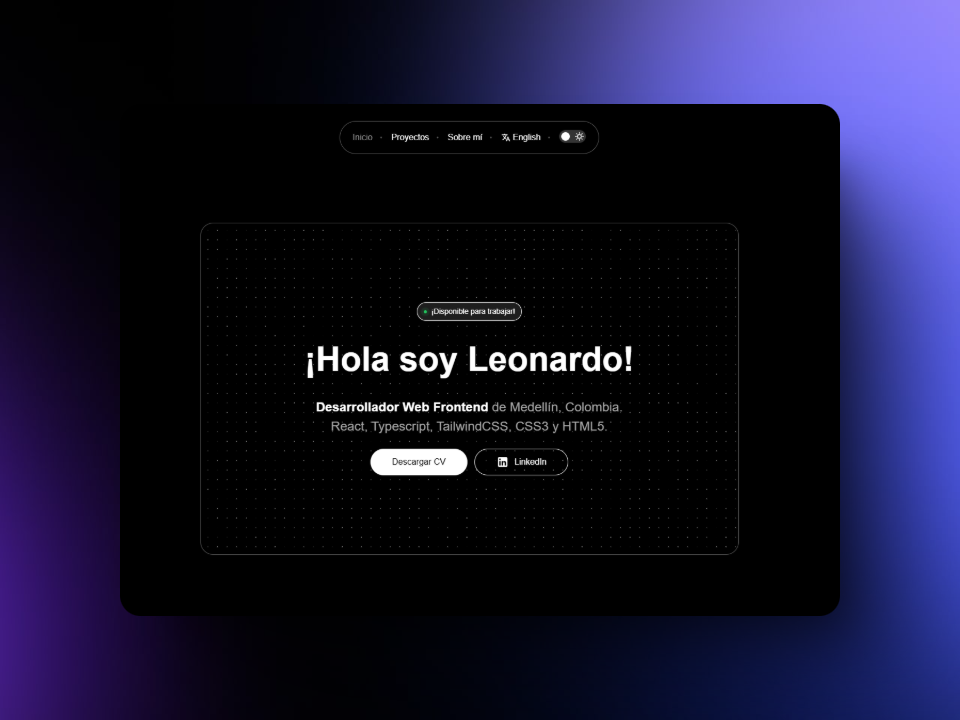 Inicio · Proyectos · Sobre mí · English ·
¡Disponible para trabajar!
¡Hola soy Leonardo!
Desarrollador Web Frontend de Medellín, Colombia.
React, Typescript, TailwindCSS, CSS3 y HTML5.
Descargar CV LinkedIn